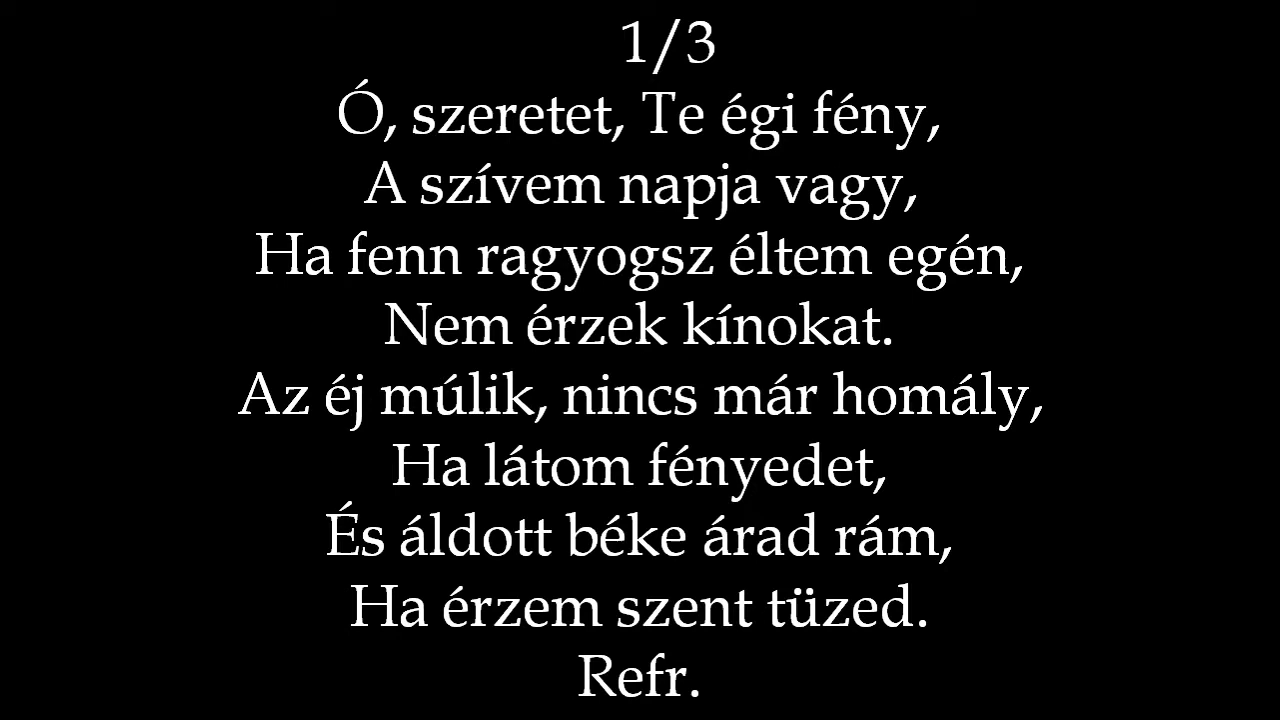 1/3
Ó, szeretet, Te égi fény,
A szívem napja vagy,
Ha fenn ragyogsz éltem egén,
Nem érzek kínokat.
Az éj múlik, nincs már homály,
Ha látom fényedet,
És áldott béke árad rám,
Ha érzem szent tüzed.
Refr.